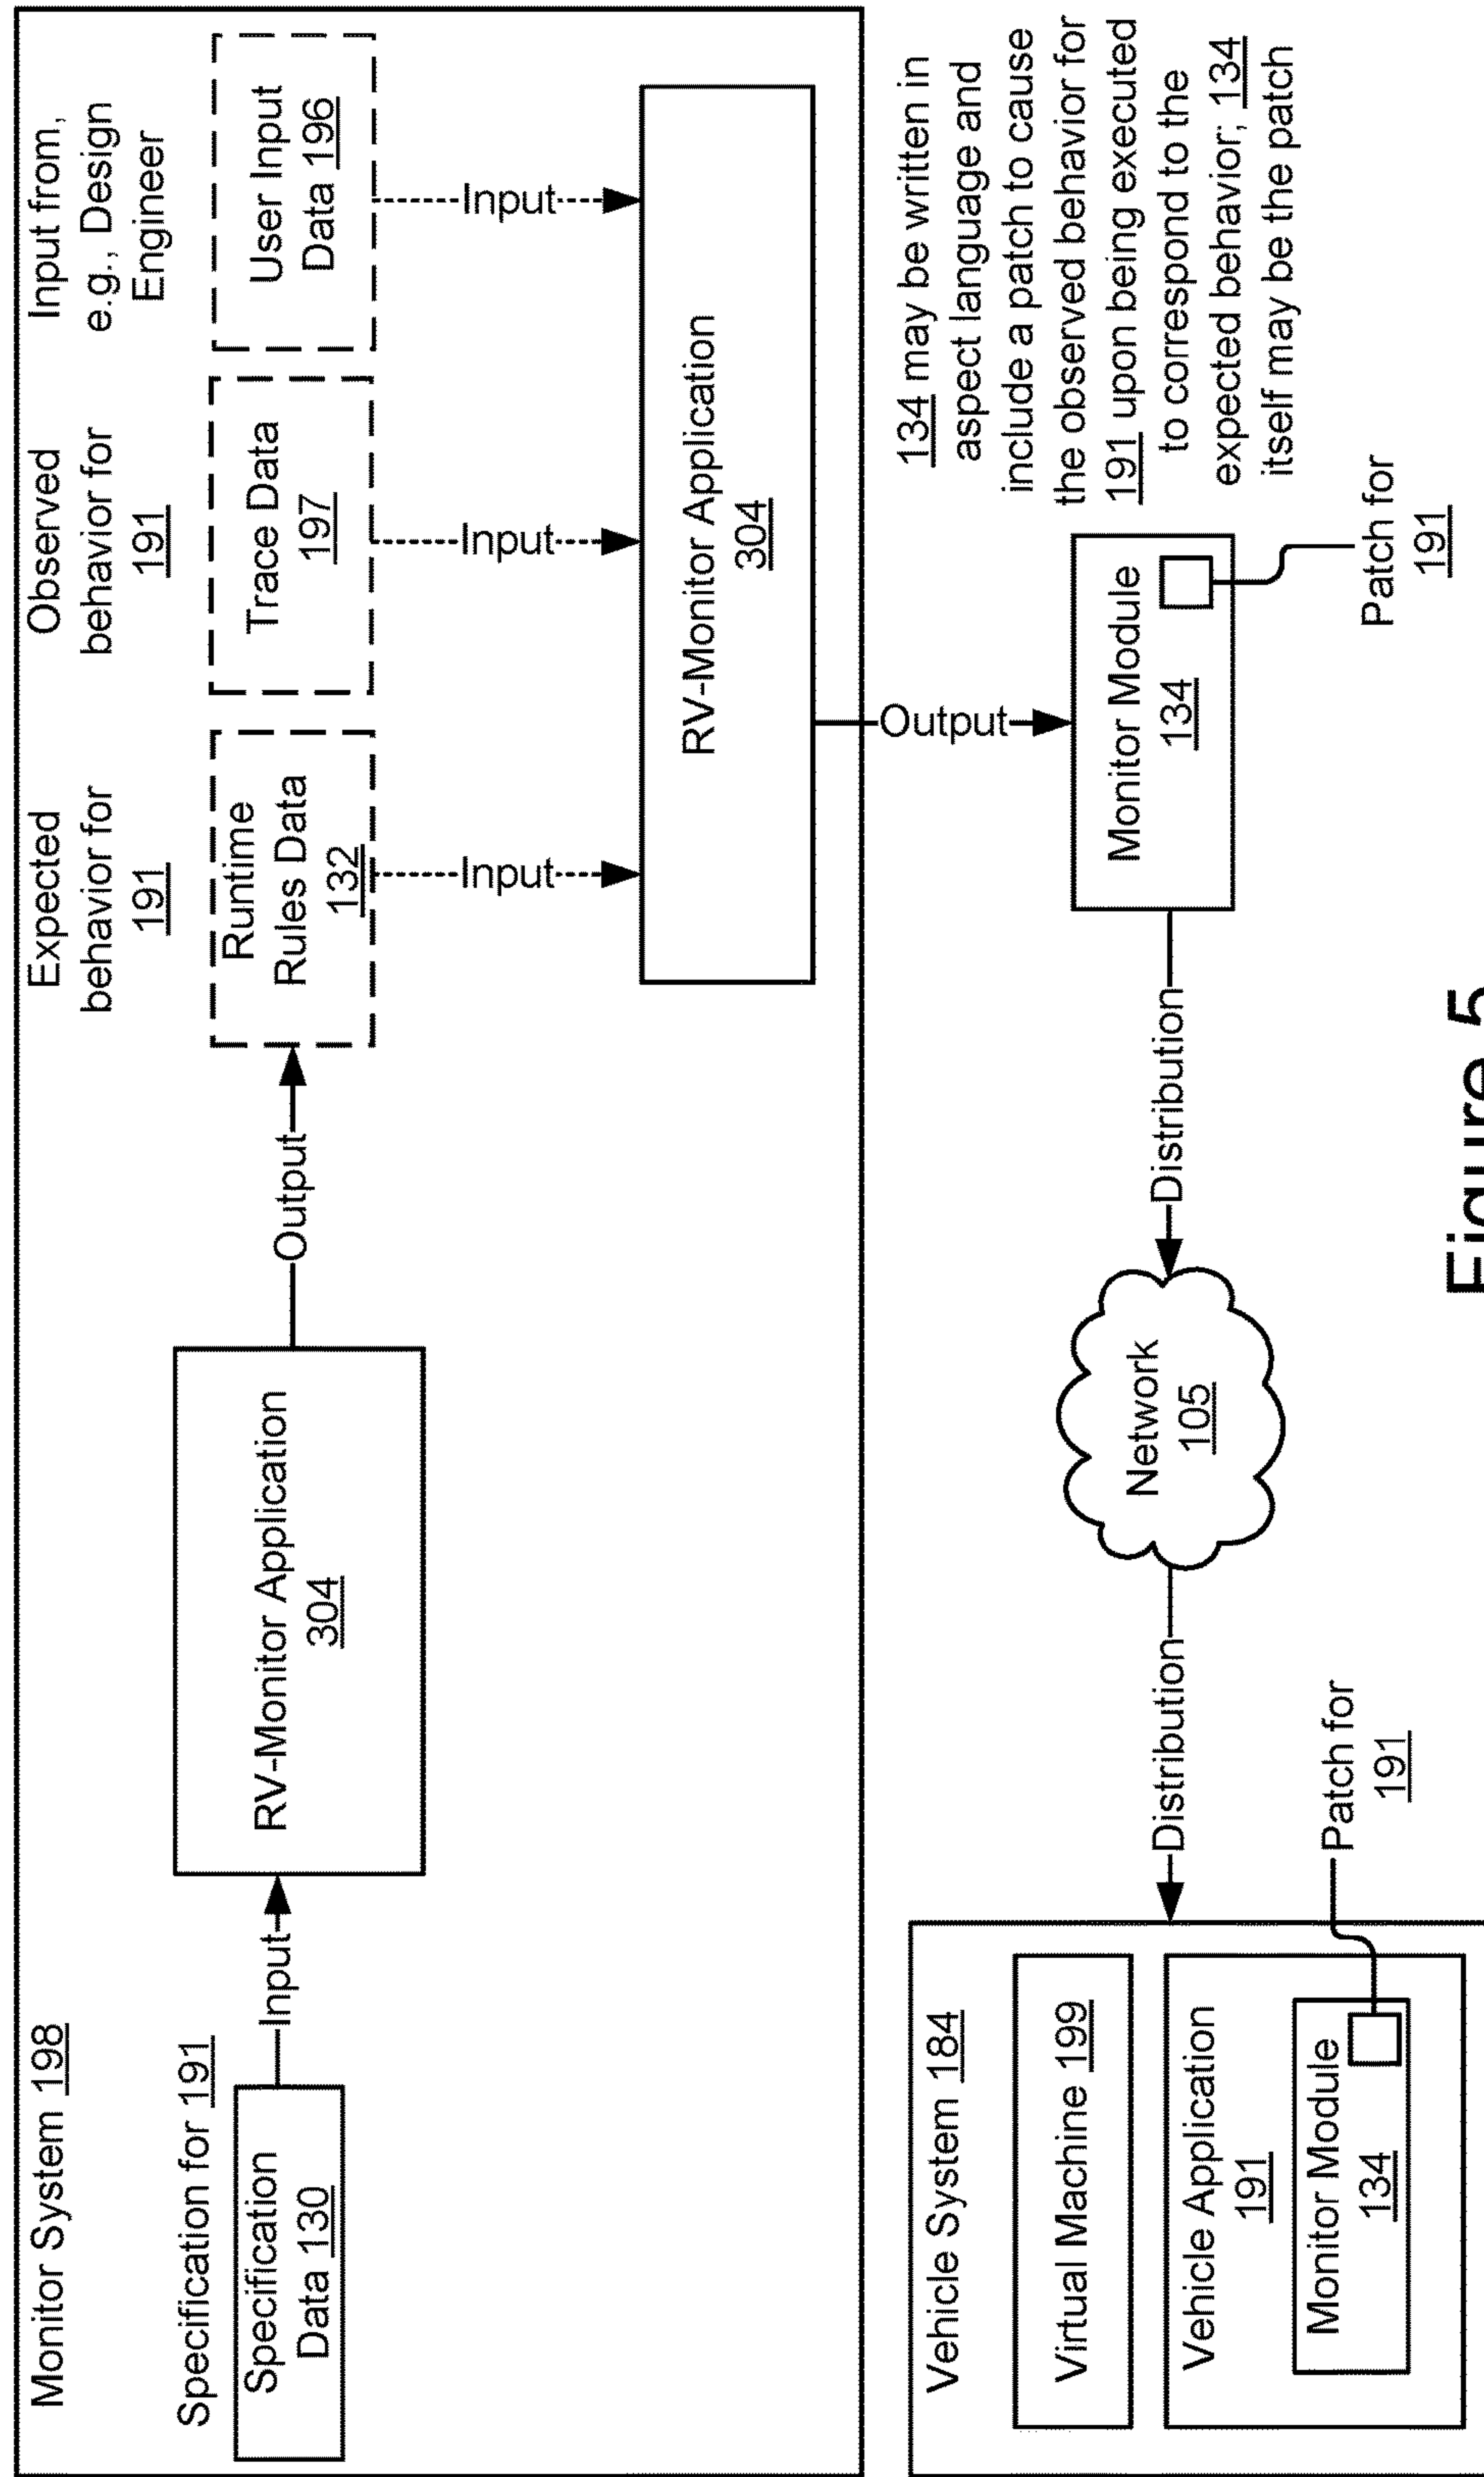 Monitor System 198
Specification for 191
Specification
Data 130
Input
RV-Monitor Application
304
Output
Expected
behavior for
191
Runtime
Rules Data
132
Observed
behavior for
191
Trace Data
197
Input from,
e.g., Design
Engineer
User Input
Data 196
Input
Input
Input
RV-Monitor Application
304
Output
134 may be written in
aspect language and
include a patch to cause
the observed behavior for
191 upon being executed
to correspond to the
expected behavior; 134
itself may be the patch
Monitor Module
134
Patch for
191
Distribution
Network
105
Distribution
Vehicle System 184
Virtual Machine 199
Vehicle Application
191
Monitor Module
134
Patch for
191
Figure 5